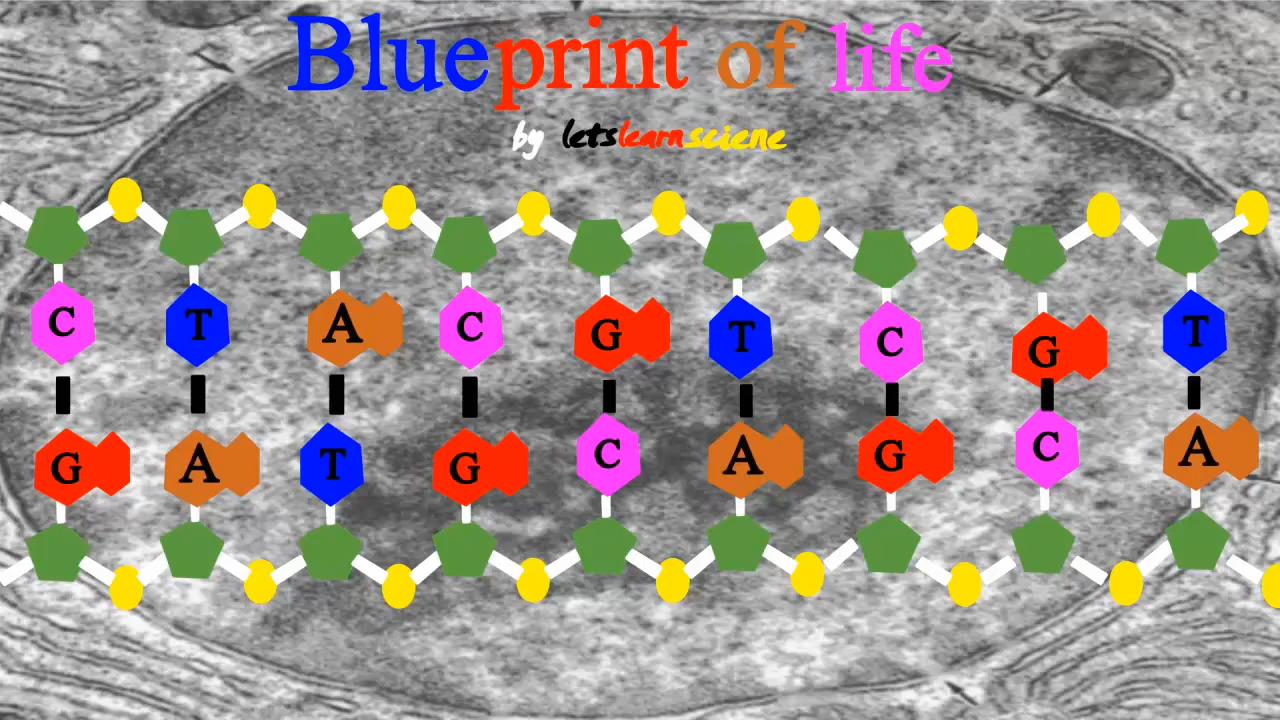 Blueprint of life
by letslearnsciene
C T A C G T C G T
G A T G C A G C A